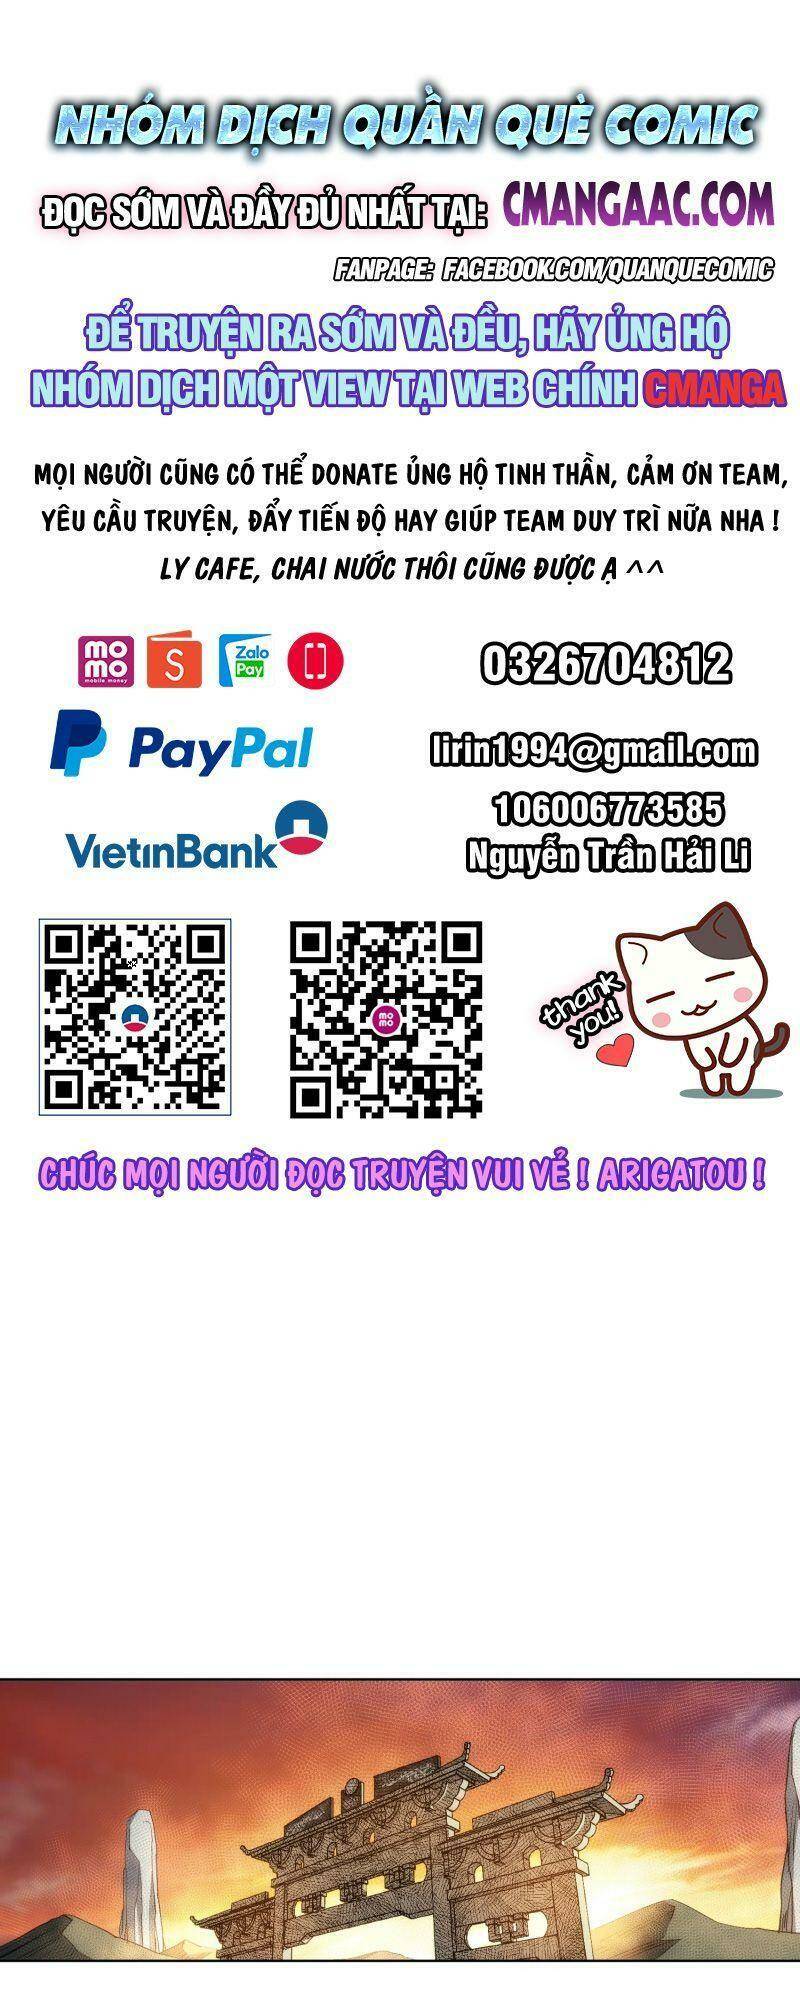 NHÓM DỊCH QUẦN QUÈ COMIC
ĐỌC SỚM VÀ ĐẦY ĐỦ NHẤT TẠI: CMANGAAC.COM
FANPAGE: FACEBOOK.COM/QUANQUECOMIC
ĐỂ TRUYỆN RA SỚM VÀ ĐỀU, HÃY ỦNG HỘ
NHÓM DỊCH MỘT VIEW TẠI WEB CHÍNH CMANGA
MỌI NGƯỜI CŨNG CÓ THỂ DONATE ỦNG HỘ TINH THẦN, CẢM ƠN TEAM,
YÊU CẦU TRUYỆN, ĐẨY TIẾN ĐỘ HAY GIÚP TEAM DUY TRÌ NỮA NHA !
LY CAFE, CHAI NƯỚC THÔI CŨNG ĐƯỢC Ạ ^^
mo
mo
mobile money
S
Zalo
Pay
0326704812
PayPal
lirin1994@gmail.com
VietinBank
106006773585
Nguyễn Trần Hải Li
mo
mo
thank
you!
CHÚC MỌI NGƯỜI ĐỌC TRUYỆN VUI VẺ ! ARIGATOU !